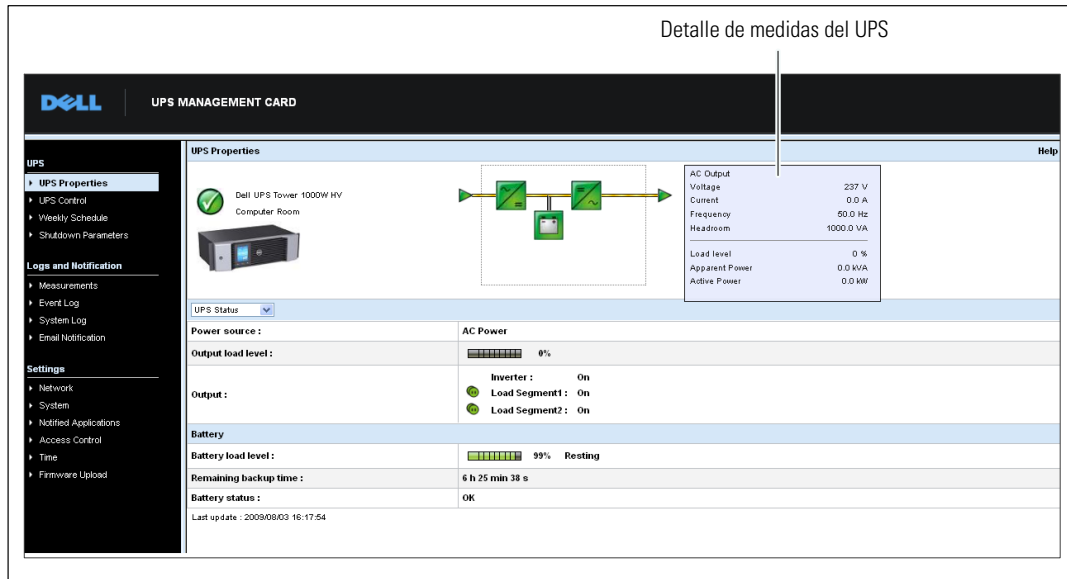 Detalle de medidas del UPS
DELL
UPS MANAGEMENT CARD
UPS
UPS Properties
UPS Control
Weekly Schedule
Shutdown Parameters
Logs and Notification
Measurements
Event Log
System Log
Email Notification
Settings
Network
System
Notified Applications
Access Control
Time
Firmware Upload
UPS Properties
Help
Dell UPS Tower 1000W HV
Computer Room
AC Output
Voltage 237 V
Current 0.0 A
Frequency 50.0 Hz
Headroom 1000.0 VA
Load level 0 %
Apparent Power 0.0 kVA
Active Power 0.0 kW
UPS Status
Power source : AC Power
Output load level : 0%
Output :
Inverter : On
Load Segment1 : On
Load Segment2 : On
Battery
Battery load level : 99% Resting
Remaining backup time : 6 h 25 min 38 s
Battery status : OK
Last update : 2009/08/03 16:17:54